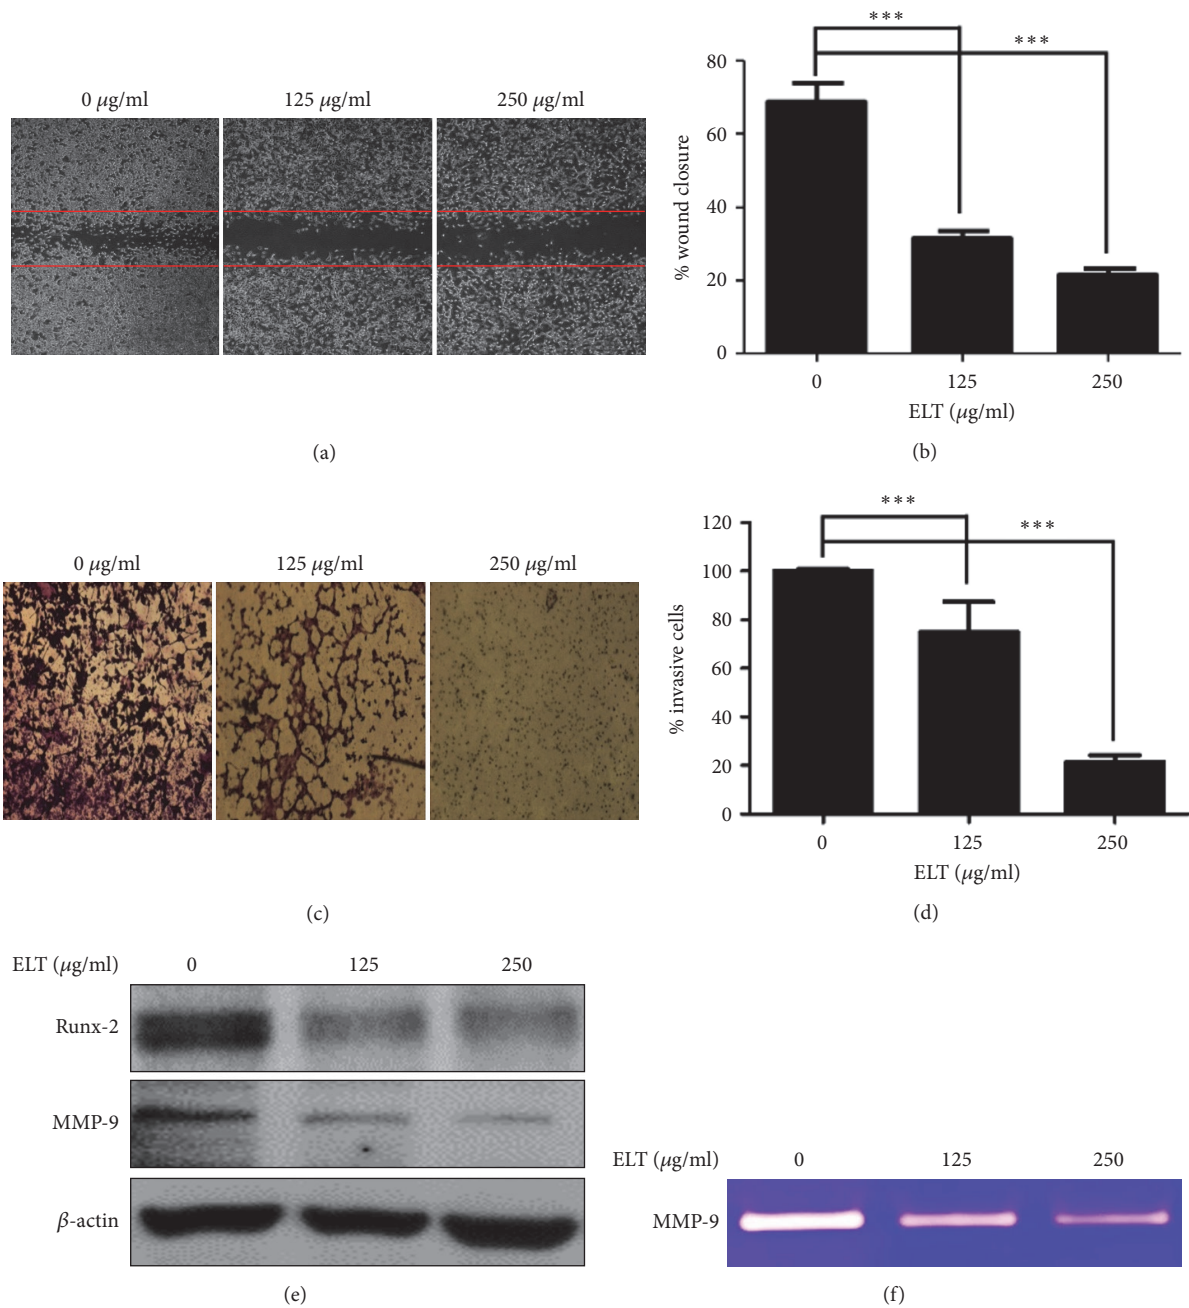 0 μg/ml 125 μg/ml 250 μg/ml
(a)
*** 
***
80
60
40
20
0
% wound closure
0 125 250
ELT (μg/ml)
(b)
0 μg/ml 125 μg/ml 250 μg/ml
(c)
***
***
120
100
80
60
40
20
0
% invasive cells
0 125 250
ELT (μg/ml)
(d)
ELT (μg/ml) 0 125 250
Runx-2
MMP-9
β-actin
(e)
ELT (μg/ml) 0 125 250
MMP-9
(f)